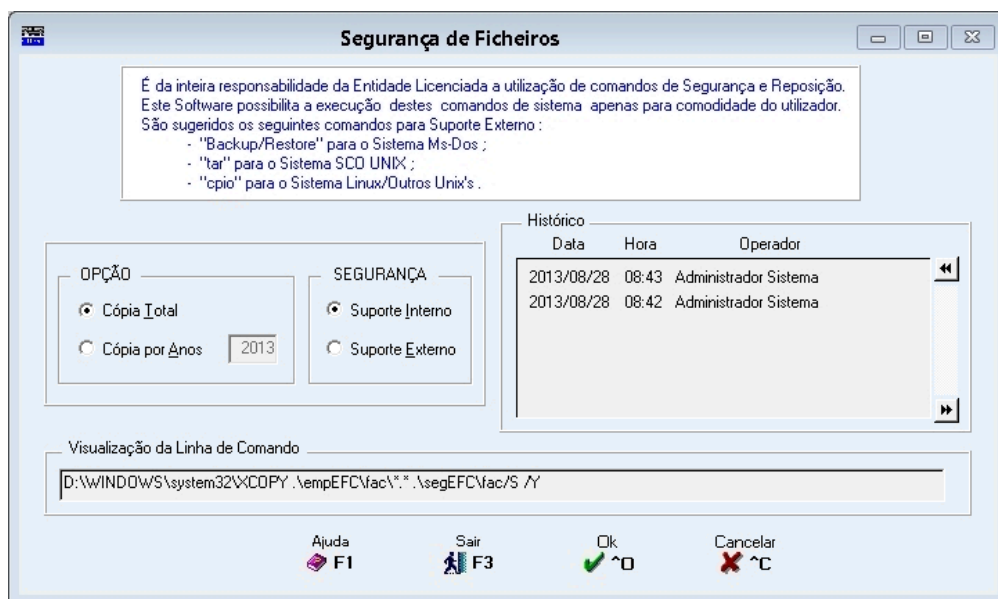 Segurança de Ficheiros
É da inteira responsabilidade da Entidade Licenciada a utilização de comandos de Segurança e Reposição.
Este Software possibilita a execução destes comandos de sistema apenas para comodidade do utilizador.
São sugeridos os seguintes comandos para Suporte Externo :
- "Backup/Restore" para o Sistema Ms-Dos ;
- "tar" para o Sistema SCO UNIX ;
- "cpio" para o Sistema Linux/Outros Unix's .
OPÇÃO
Cópia Total
Cópia por Anos 2013
SEGURANÇA
Suporte Interno
Suporte Externo
Histórico
Data Hora Operador
2013/08/28 08:43 Administrador Sistema
2013/08/28 08:42 Administrador Sistema
Visualização da Linha de Comando
D:\WINDOWS\system32\XCOPY .\empEFC\fac\*.* .\segEFC\fac/S /Y
Ajuda F1
Sair F3
Ok ^O
Cancelar ^C